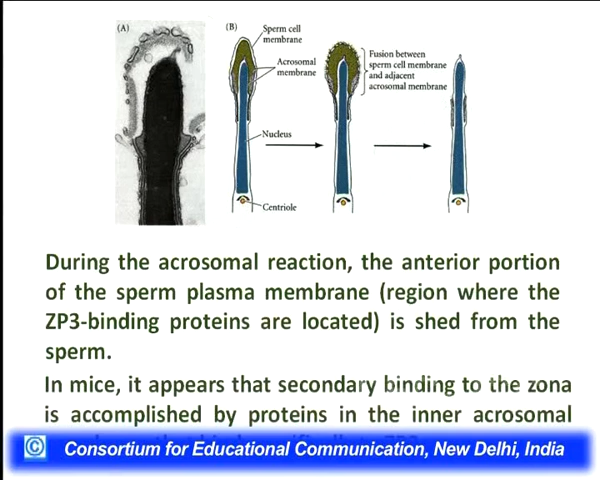 (A)
(B)
Sperm cell
membrane
Acrosomal
membrane
Fusion between
sperm cell membrane
and adjacent
acrosomal membrane
Nucleus
Centriole
During the acrosomal reaction, the anterior portion
of the sperm plasma membrane (region where the
ZP3-binding proteins are located) is shed from the
sperm.
In mice, it appears that secondary binding to the zona
is accomplished by proteins in the inner acrosomal
© Consortium for Educational Communication, New Delhi, India